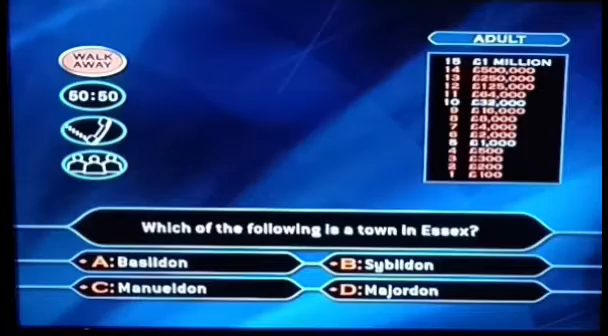 WALK
AWAY
50:50
ADULT
15 £1 MILLION
14 £500,000
13 £250,000
12 £125,000
11 £64,000
10 £32,000
9 £16,000
8 £8,000
7 £4,000
6 £2,000
5 £1,000
4 £500
3 £300
2 £200
1 £100
Which of the following is a town in Essex?
A: Basildon
B: Sybildon
C: Manueldon
D: Majordon